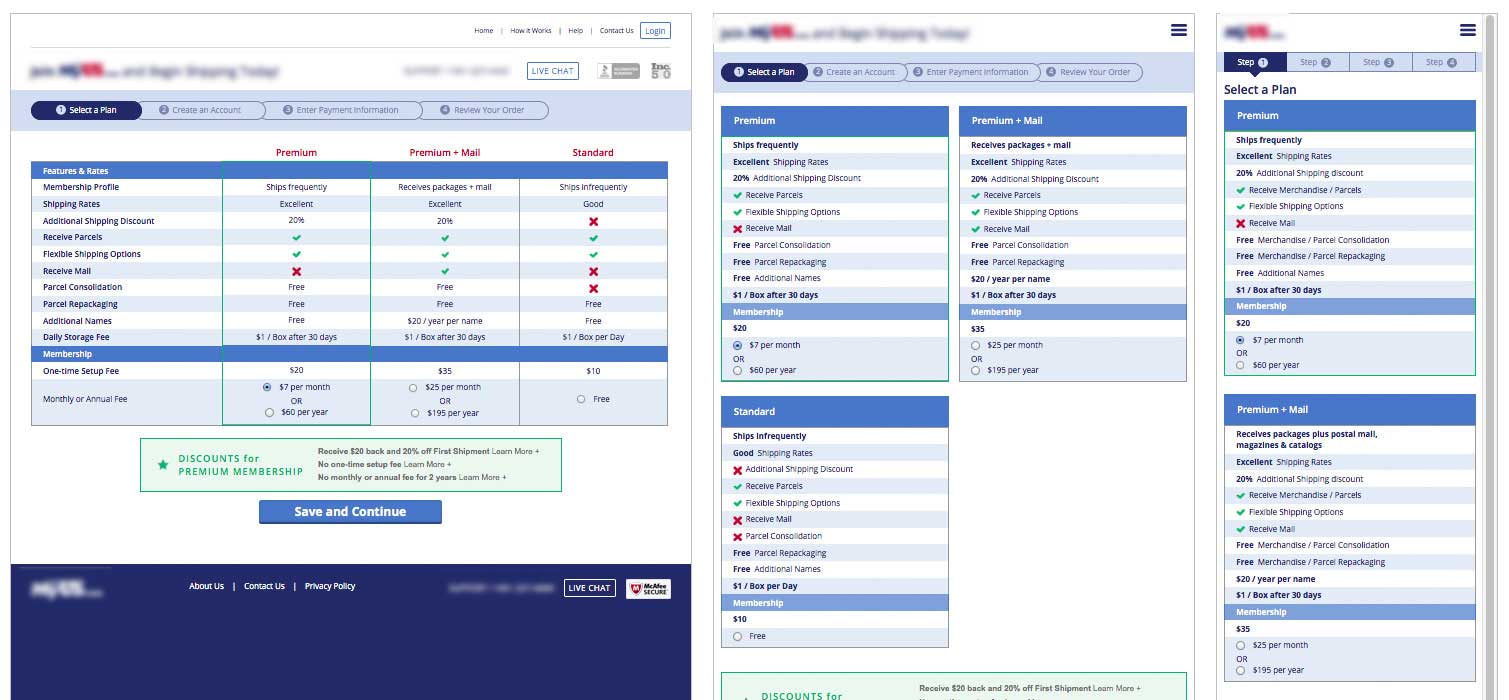 Home | How it Works | Help | Contact Us Login
and Begin Shipping Today!
LIVE CHAT
Inc.
1 Select a Plan 2 Create an Account 3 Enter Payment Information 4 Review Your Order
Premium Premium + Mail Standard
Features & Rates
Membership Profile Ships frequently Receives packages + mail Ships infrequently
Shipping Rates Excellent Excellent Good
Additional Shipping Discount 20% 20%
Receive Parcels
Flexible Shipping Options
Receive Mail
Parcel Consolidation Free Free
Parcel Repackaging Free Free Free
Additional Names Free $20 / year per name Free
Daily Storage Fee $1 / Box after 30 days $1 / Box after 30 days $1 / Box per Day
Membership
One-time Setup Fee $20 $35 $10
Monthly or Annual Fee
$7 per month $25 per month
OR OR Free
$60 per year $195 per year
DISCOUNTS for
PREMIUM MEMBERSHIP
Receive $20 back and 20% off First Shipment Learn More +
No one-time setup fee Learn More +
No monthly or annual fee for 2 years Learn More +
Save and Continue
About Us | Contact Us | Privacy Policy
LIVE CHAT
McAfee
SECURE
and Begin Shipping Today!
1 Select a Plan 2 Create an Account 3 Enter Payment Information 4 Review Your Order
Premium
Ships frequently
Excellent Shipping Rates
20% Additional Shipping Discount
Receive Parcels
Flexible Shipping Options
Receive Mail
Free Parcel Consolidation
Free Parcel Repackaging
Free Additional Names
$1 / Box after 30 days
Membership
$20
$7 per month
OR
$60 per year
Premium + Mail
Receives packages + mail
Excellent Shipping Rates
20% Additional Shipping Discount
Receive Parcels
Flexible Shipping Options
Receive Mail
Free Parcel Consolidation
Free Parcel Repackaging
$20 / year per name
$1 / Box after 30 days
Membership
$35
$25 per month
OR
$195 per year
Standard
Ships Infrequently
Good Shipping Rates
Additional Shipping Discount
Receive Parcels
Flexible Shipping Options
Receive Mail
Parcel Consolidation
Free Parcel Repackaging
Free Additional Names
$1 / Box per Day
Membership
$10
Free
DISCOUNTS for
Receive $20 back and 20% off First Shipment Learn More +
Step 1 Step 2 Step 3 Step 4
Select a Plan
Premium
Ships frequently
Excellent Shipping Rates
20% Additional Shipping discount
Receive Merchandise / Parcels
Flexible Shipping Options
Receive Mail
Free Merchandise / Parcel Consolidation
Free Merchandise / Parcel Repackaging
Free Additional Names
$1 / Box after 30 days
Membership
$20
$7 per month
OR
$60 per year
Premium + Mail
Receives packages plus postal mail,
magazines & catalogs
Excellent Shipping Rates
20% Additional Shipping discount
Receive Merchandise / Parcels
Flexible Shipping Options
Receive Mail
Free Merchandise / Parcel Consolidation
Free Merchandise / Parcel Repackaging
$20 / year per name
$1 / Box after 30 days
Membership
$35
$25 per month
OR
$195 per year